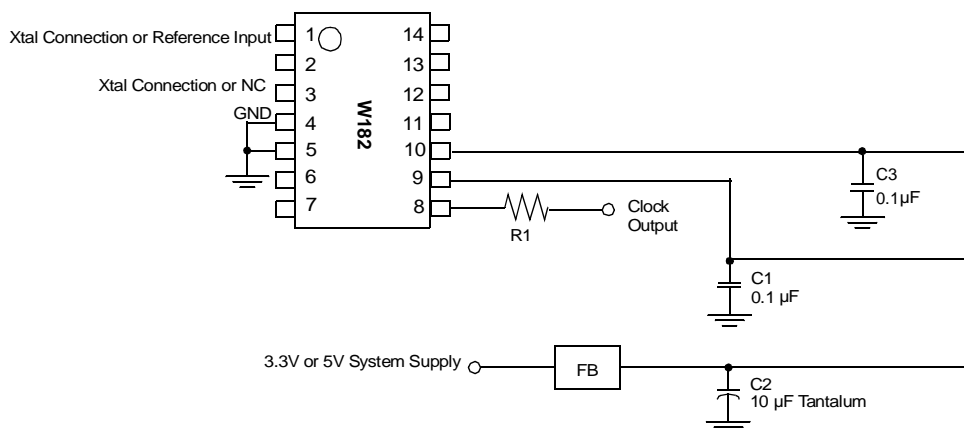 Xtal Connection or Reference Input
Xtal Connection or NC
GND
1
2
3
4
5
6
7
W182
14
13
12
11
10
9
8
R1
Clock
Output
C3
0.1µF
C1
0.1 µF
3.3V or 5V System Supply
FB
C2
10 µF Tantalum